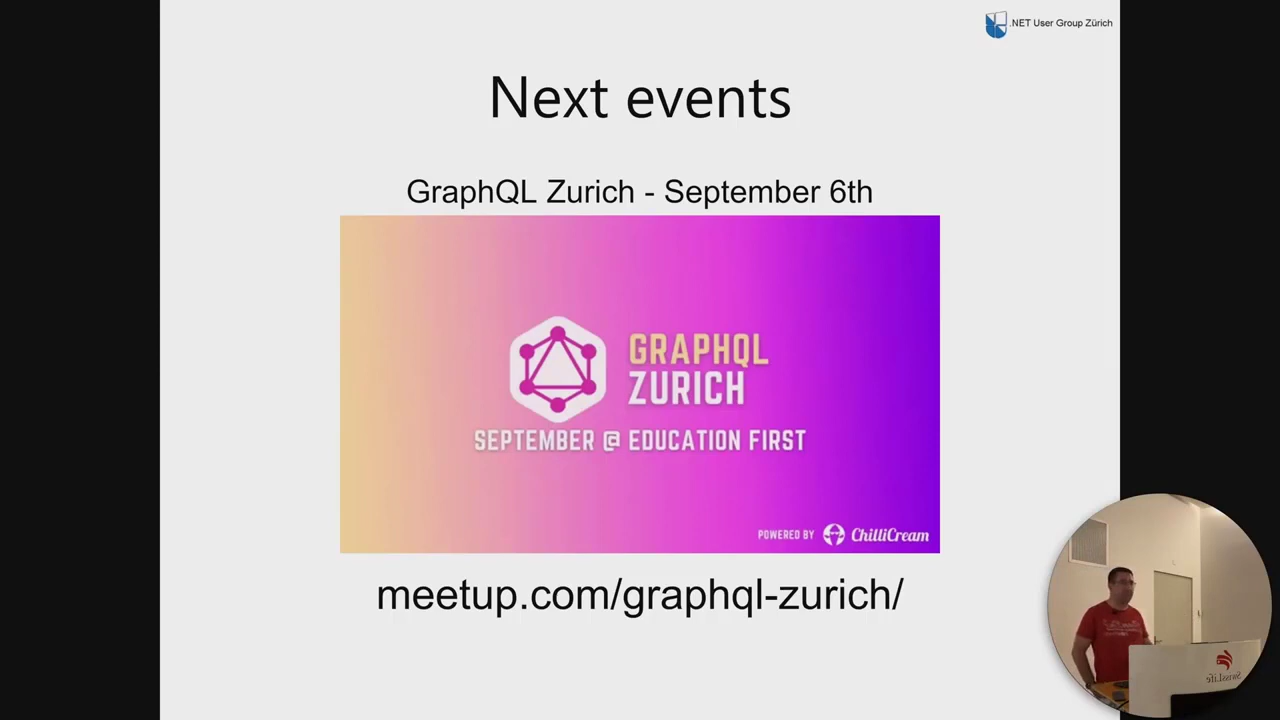 .NET User Group Zürich
Next events
GraphQL Zurich - September 6th
GRAPHQL
ZURICH
SEPTEMBER @ EDUCATION FIRST
POWERED BY ChilliCream
meetup.com/graphql-zurich/
SwissLife